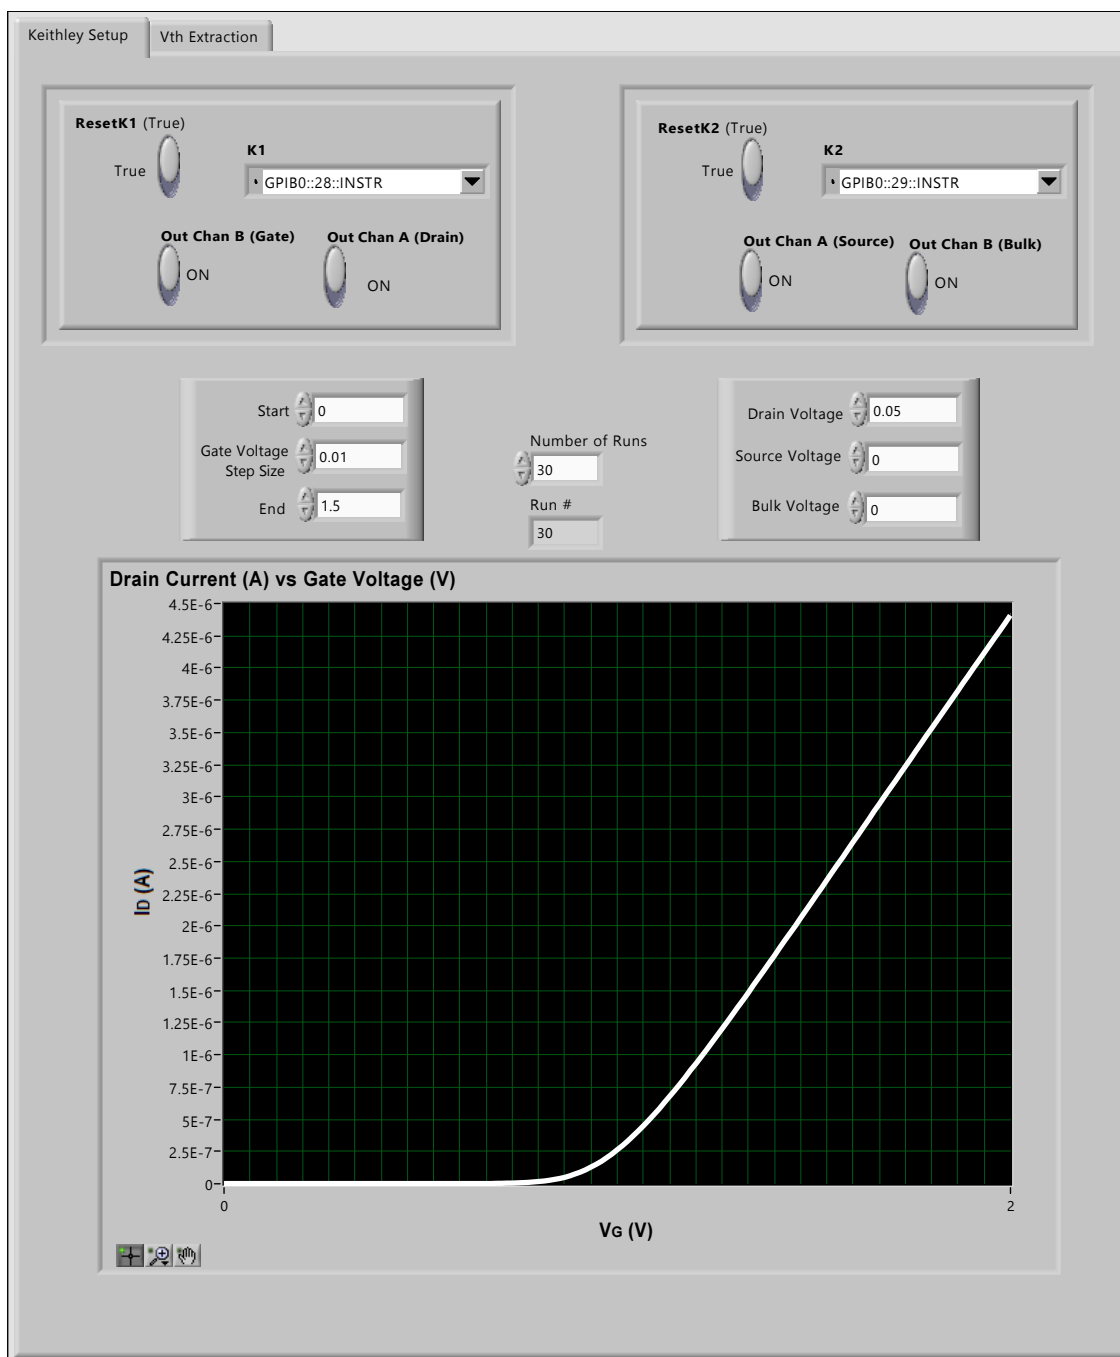 Keithley Setup
Vth Extraction
ResetK1 (True)
True
K1
GPIB0::28::INSTR
Out Chan B (Gate)
ON
Out Chan A (Drain)
ON
ResetK2 (True)
True
K2
GPIB0::29::INSTR
Out Chan A (Source)
ON
Out Chan B (Bulk)
ON
Start 0
Gate Voltage
Step Size 0.01
End 1.5
Number of Runs
30
Run #
30
Drain Voltage 0.05
Source Voltage 0
Bulk Voltage 0
Drain Current (A) vs Gate Voltage (V)
4.5E-6
4.25E-6
4E-6
3.75E-6
3.5E-6
3.25E-6
3E-6
2.75E-6
2.5E-6
2.25E-6
2E-6
1.75E-6
1.5E-6
1.25E-6
1E-6
7.5E-7
5E-7
2.5E-7
0
ID (A)
0
2
VG (V)